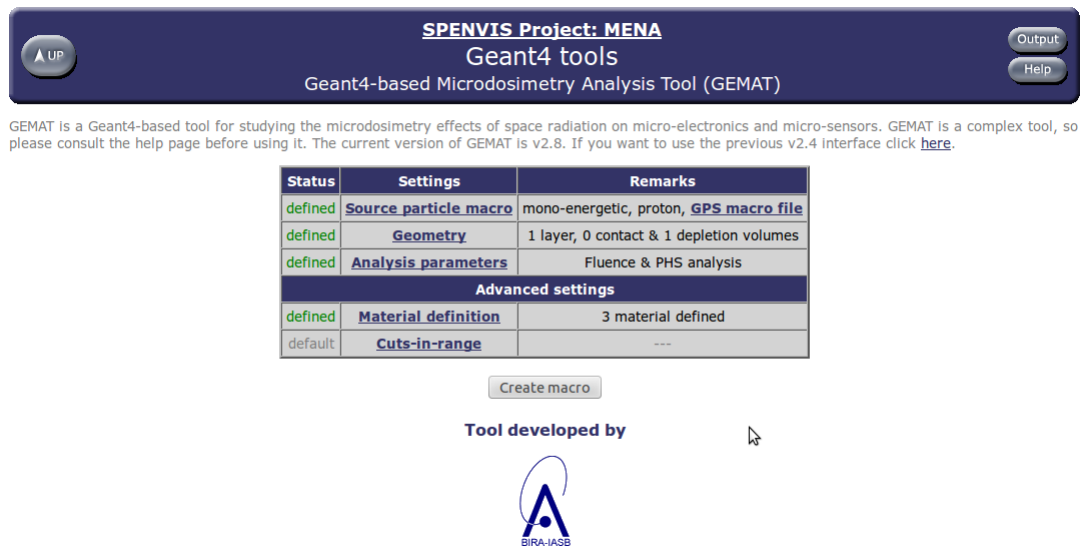 SPENVIS Project: MENA
UP
Geant4 tools
Output
Geant4-based Microdosimetry Analysis Tool (GEMAT)
Help
GEMAT is a Geant4-based tool for studying the microdosimetry effects of space radiation on micro-electronics and micro-sensors. GEMAT is a complex tool, so
please consult the help page before using it. The current version of GEMAT is v2.8. If you want to use the previous v2.4 interface click here.
Status Settings Remarks
defined Source particle macro mono-energetic, proton, GPS macro file
defined Geometry 1 layer, 0 contact & 1 depletion volumes
defined Analysis parameters Fluence & PHS analysis
Advanced settings
defined Material definition 3 material defined
default Cuts-in-range ---
Create macro
Tool developed by
BIRA-IASB